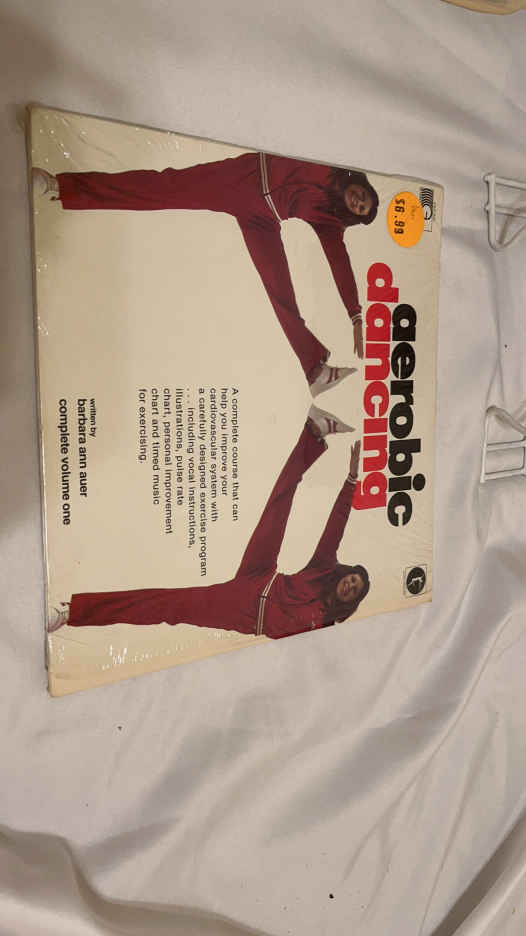 $6.99
aerobic
dancing
A complete course that can
help you improve your
cardiovascular system with
a carefully designed exercise program
. . . including vocal instructions,
illustrations, pulse rate
chart, personal improvement
chart and timed music
for exercising.
written by
barbara ann auer
complete volume one